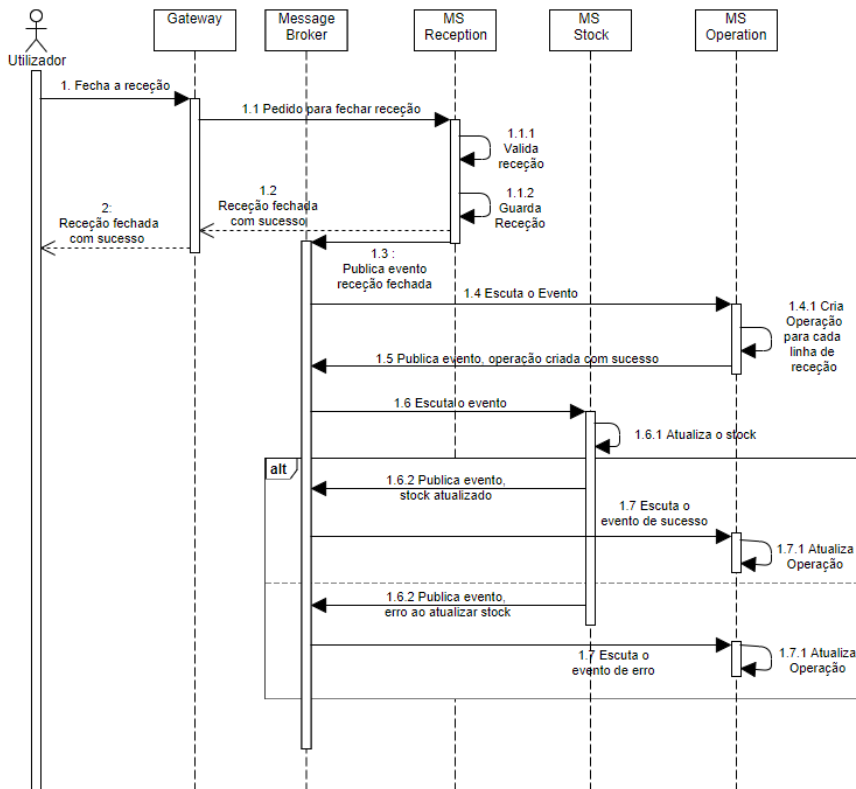 Utilizador
Gateway
Message
Broker
MS
Reception
MS
Stock
MS
Operation
1. Fecha a receção
1.1 Pedido para fechar receção
1.1.1
Valida
receção
1.1.2
Guarda
Receção
1.2
Receção fechada
com sucesso
2:
Receção fechada
com sucesso
1.3 :
Publica evento
receção fechada
1.4 Escuta o Evento
1.4.1 Cria
Operação
para cada
linha de
receção
1.5 Publica evento, operação criada com sucesso
1.6 Escuta o evento
1.6.1 Atualiza o stock
alt
1.6.2 Publica evento,
stock atualizado
1.7 Escuta o
evento de sucesso
1.7.1 Atualiza
Operação
1.6.2 Publica evento,
erro ao atualizar stock
1.7 Escuta o
evento de erro
1.7.1 Atualiza
Operação